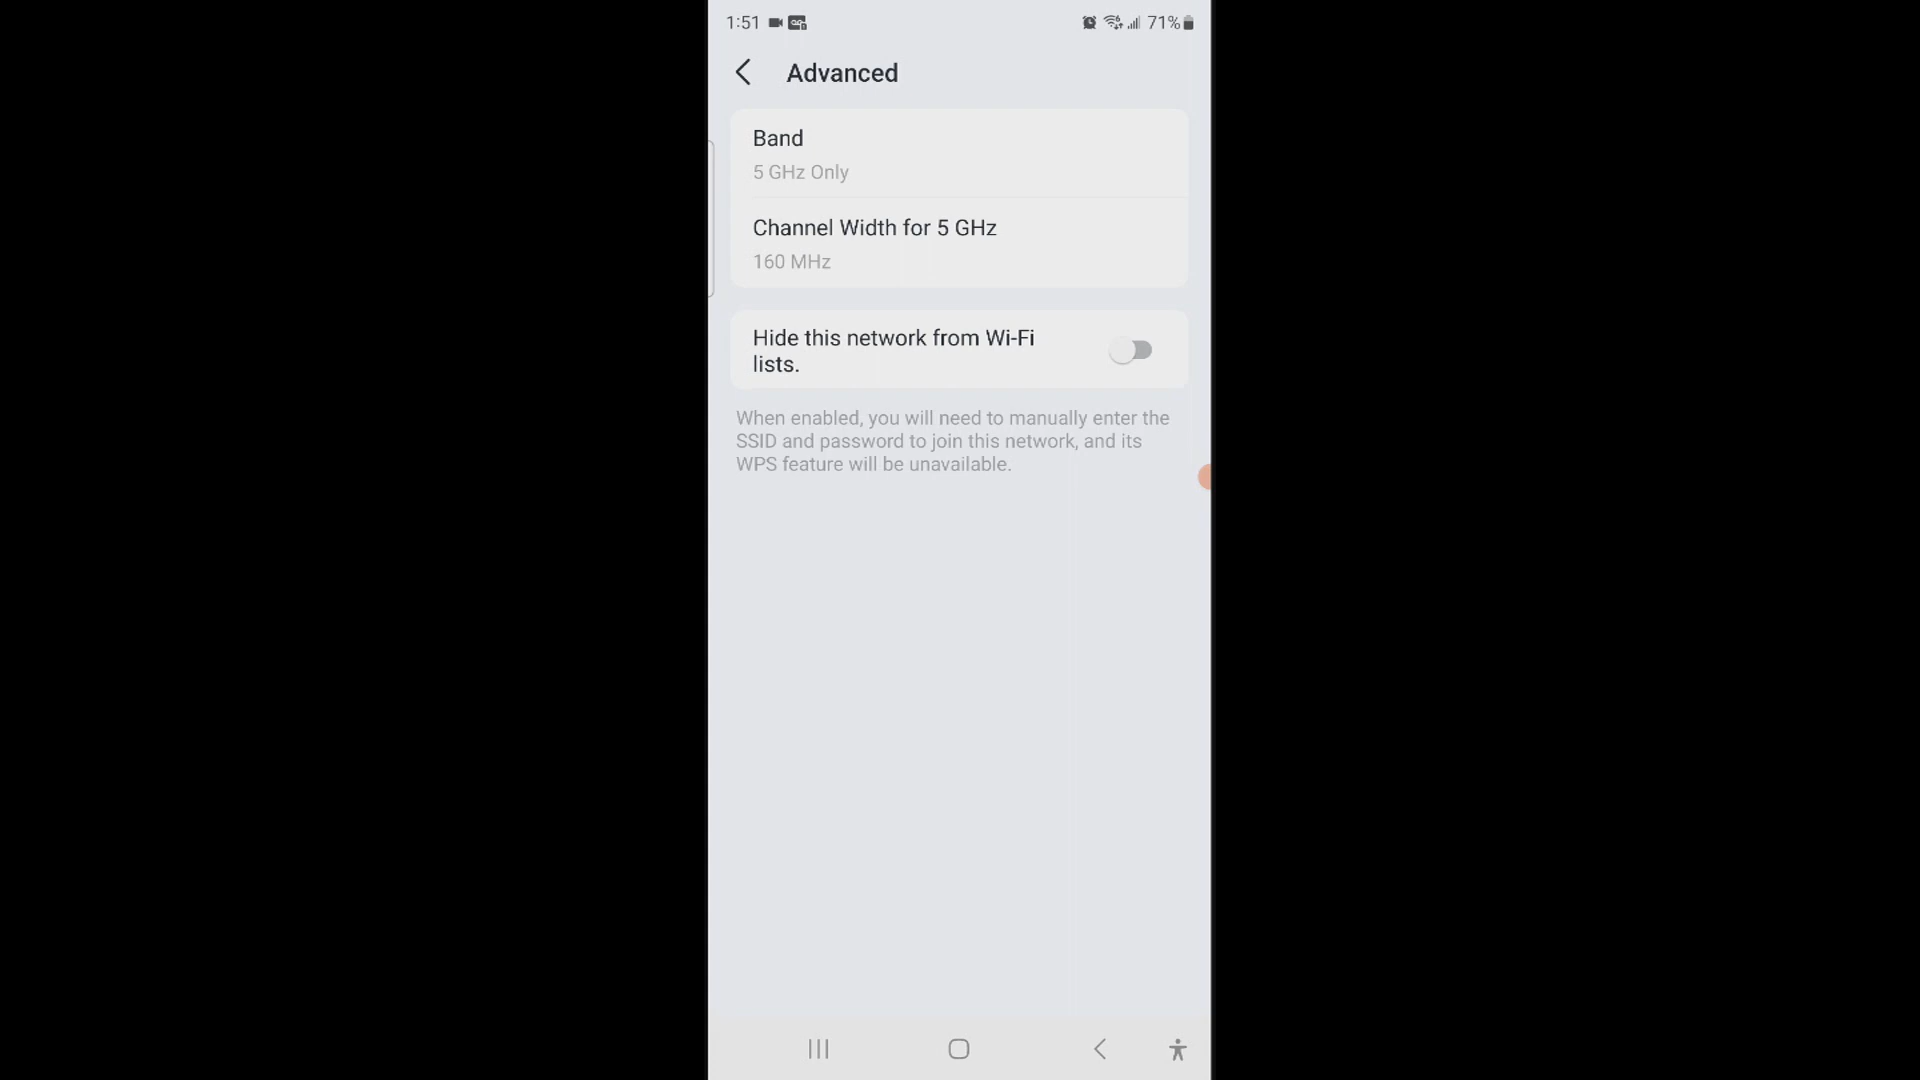 1:51 71%
Advanced
Band
5 GHz Only
Channel Width for 5 GHz
160 MHz
Hide this network from Wi-Fi
lists.
When enabled, you will need to manually enter the
SSID and password to join this network, and its
WPS feature will be unavailable.